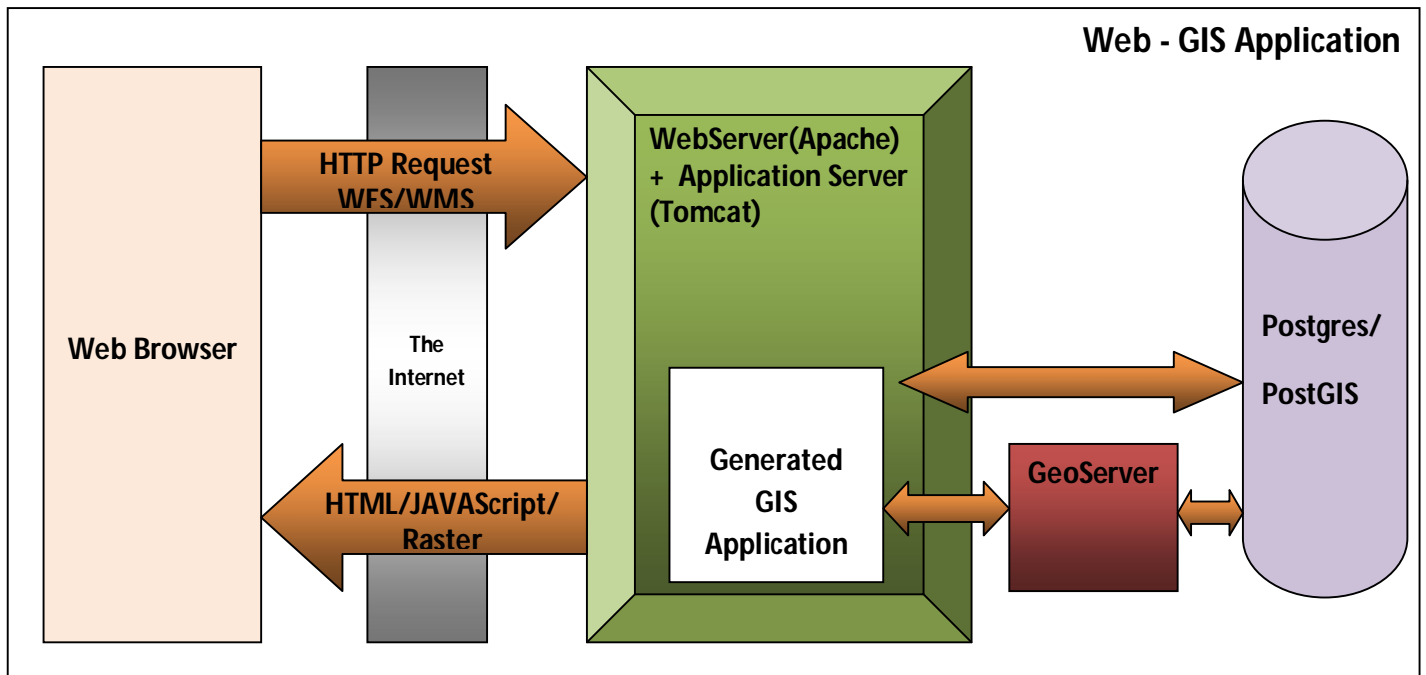 Web - GIS Application
HTTP Request
WFS/WMS
WebServer(Apache)
+ Application Server
(Tomcat)
Web Browser
The
Internet
Postgres/
PostGIS
Generated
GIS
Application
GeoServer
HTML/JAVAScript/
Raster